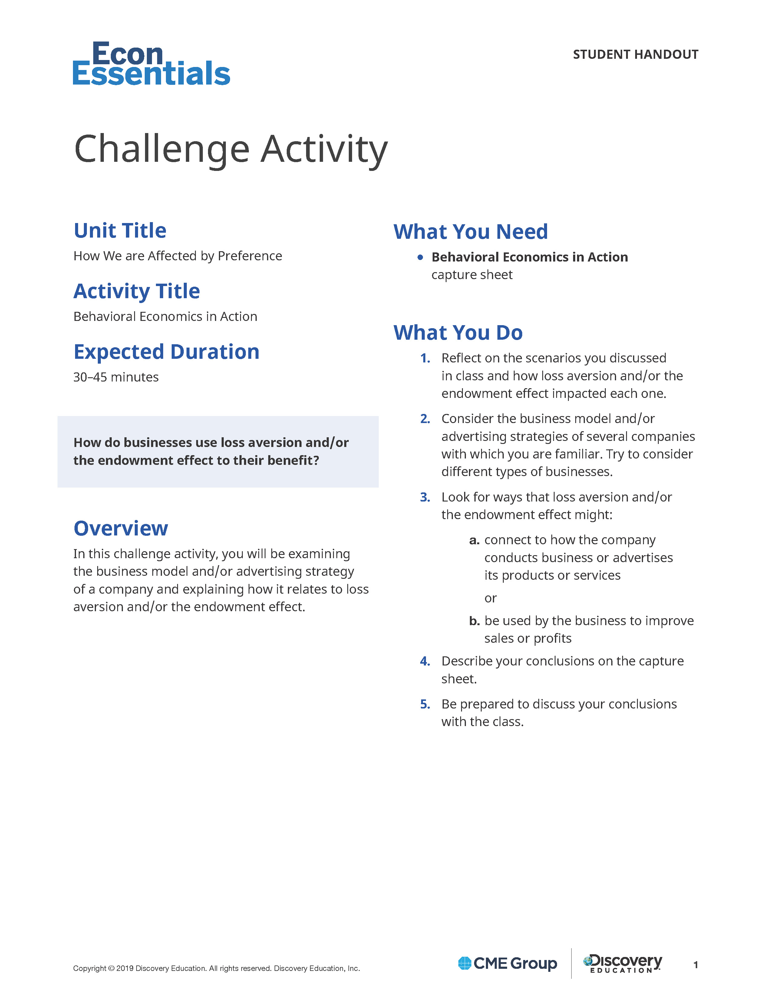 Econ
Essentials
STUDENT HANDOUT
Challenge Activity
Unit Title
How We are Affected by Preference
Activity Title
Behavioral Economics in Action
Expected Duration
30–45 minutes
How do businesses use loss aversion and/or
the endowment effect to their benefit?
Overview
In this challenge activity, you will be examining
the business model and/or advertising strategy
of a company and explaining how it relates to loss
aversion and/or the endowment effect.
What You Need
• Behavioral Economics in Action
capture sheet
What You Do
1. Reflect on the scenarios you discussed
in class and how loss aversion and/or the
endowment effect impacted each one.
2. Consider the business model and/or
advertising strategies of several companies
with which you are familiar. Try to consider
different types of businesses.
3. Look for ways that loss aversion and/or
the endowment effect might:
a. connect to how the company
conducts business or advertises
its products or services
or
b. be used by the business to improve
sales or profits
4. Describe your conclusions on the capture
sheet.
5. Be prepared to discuss your conclusions
with the class.
Copyright © 2019 Discovery Education. All rights reserved. Discovery Education, Inc.
CME Group
Discovery
EDUCATION™
1